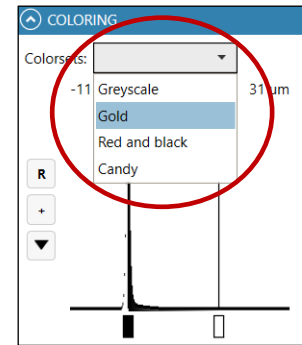 COLORING
Colorsets:
-11 Greyscale 31 um
Gold
Red and black
Candy
R
+